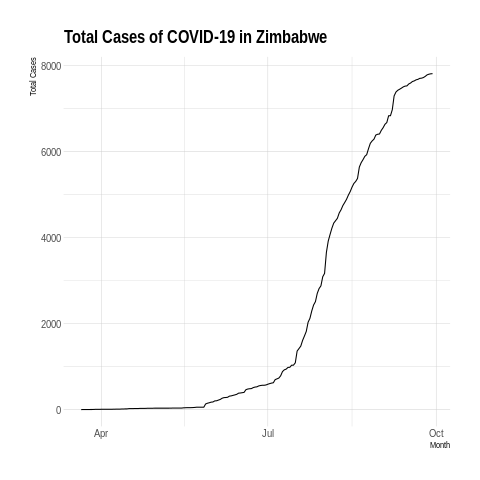 Total Cases of COVID-19 in Zimbabwe
Total Cases
8000
6000
4000
2000
0
Apr
Jul
Oct
Month